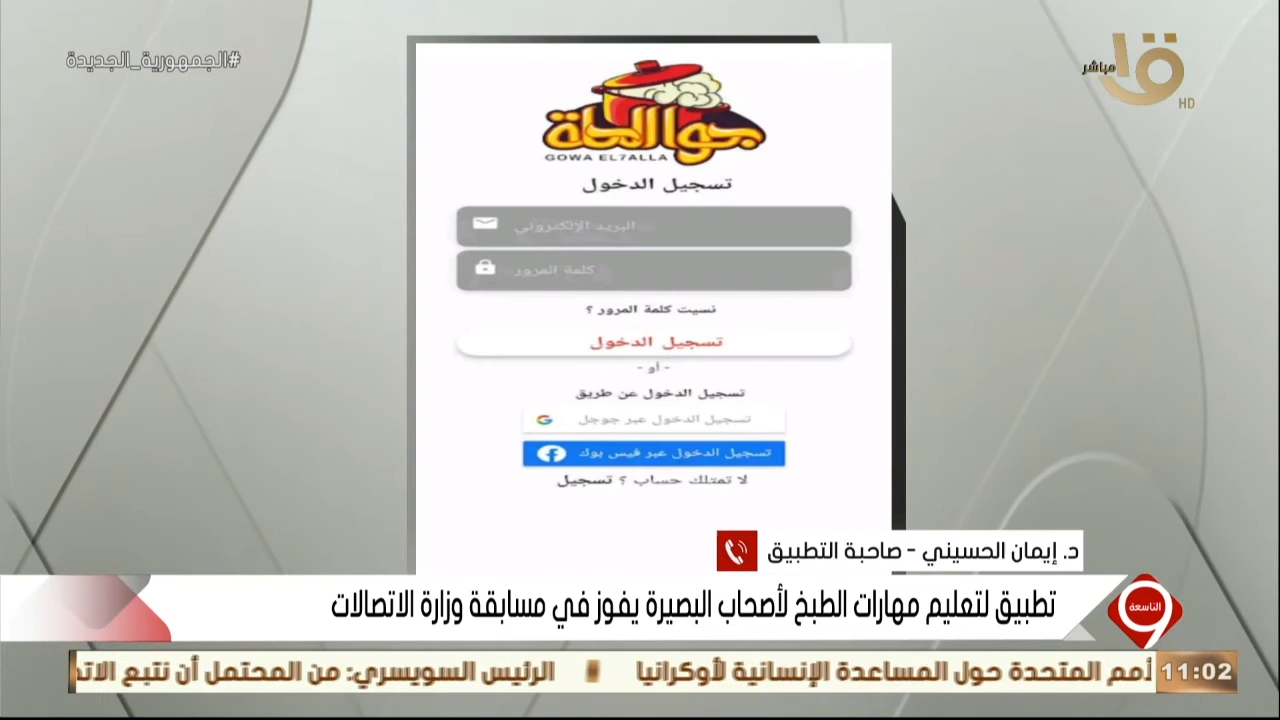 #الجمهورية_الجديدة
مباشر
HD
جوا الحلة
GOWA EL7ALLA
تسجيل الدخول
البريد الإلكتروني
كلمة المرور
نسيت كلمة المرور ؟
تسجيل الدخول
- أو -
تسجيل الدخول عن طريق
تسجيل الدخول عبر جوجل
تسجيل الدخول عبر فيس بوك
لا تمتلك حساب ؟ تسجيل
د. إيمان الحسيني - صاحبة التطبيق
التاسعة
تطبيق لتعليم مهارات الطبخ لأصحاب البصيرة يفوز في مسابقة وزارة الاتصالات
11:02 أمم المتحدة حول المساعدة الإنسانية لأوكرانيا الرئيس السويسري: من المحتمل أن نتبع الاتح